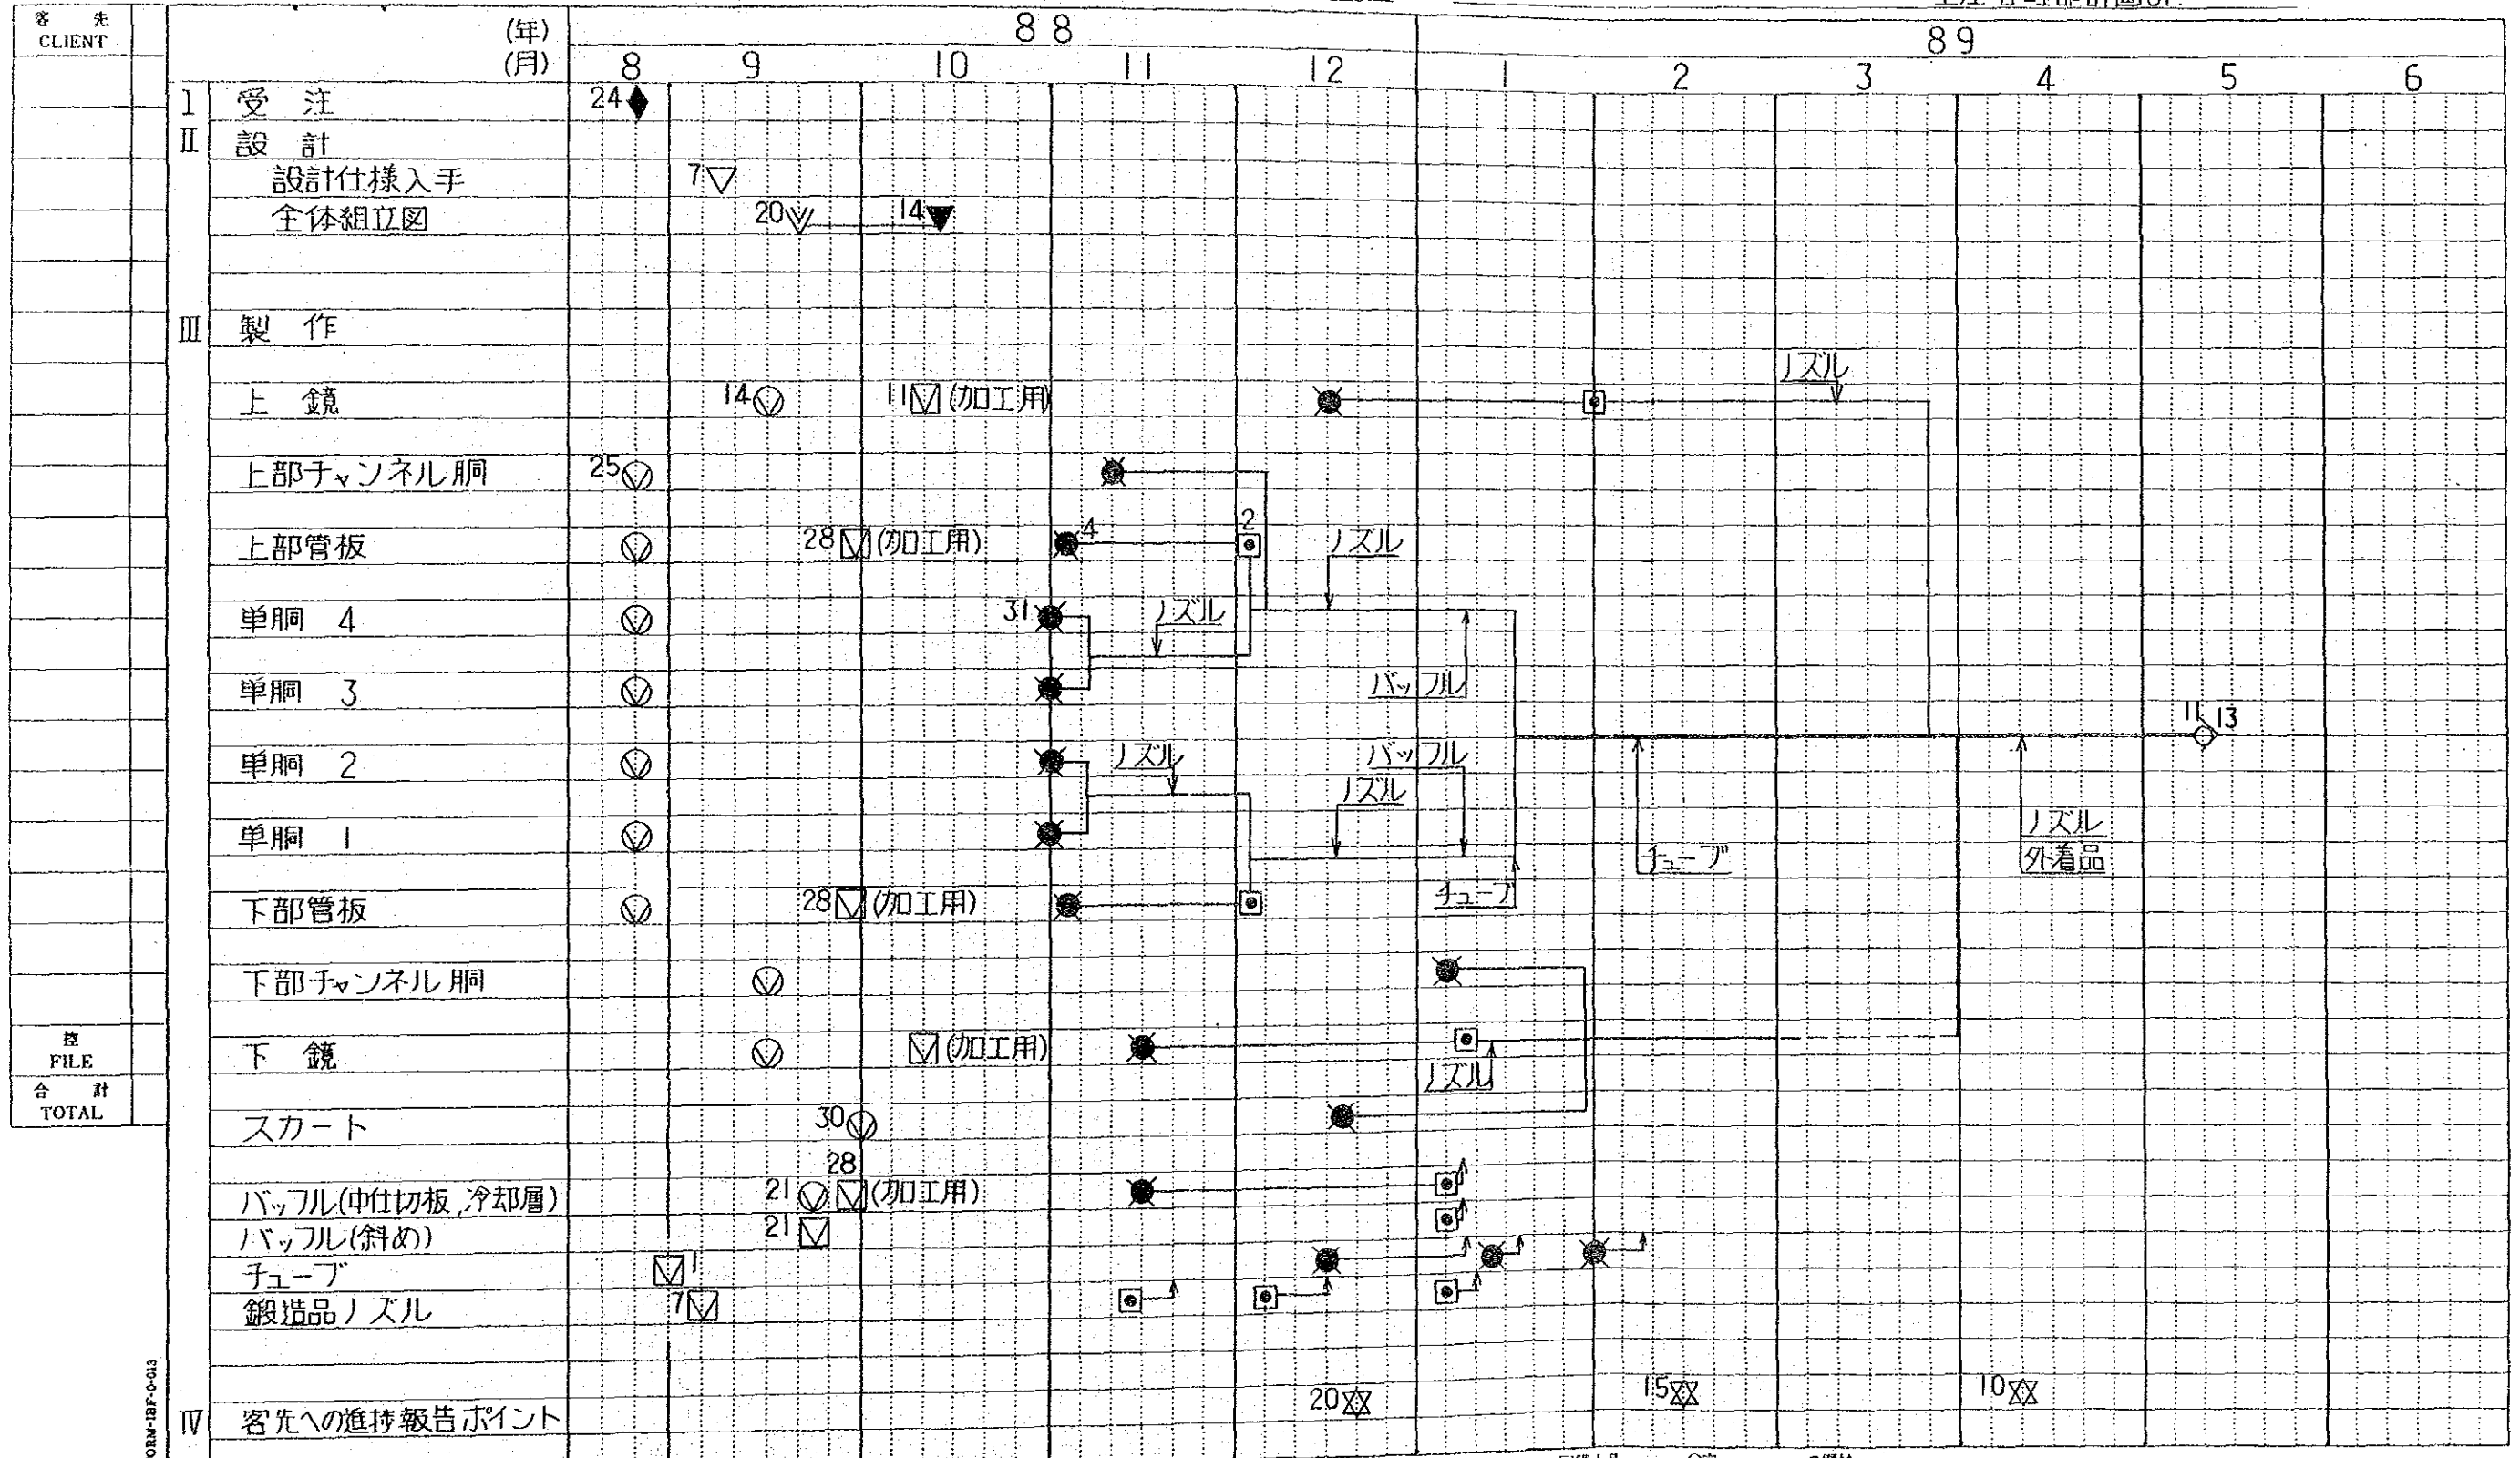 客先
CLIENT
(年) 88 89
(月) 8 9 10 11 12 1 2 3 4 5 6
I 受注 24
II 設計
設計仕様入手 7
全体組立図 20 14
III 製作
ノズル
上鏡 14 11 (加工用)
上部チャンネル胴 25
上部管板 28 (加工用) 4 2 ノズル
単胴 4 31 ノズル
単胴 3 バッフル
11 13
単胴 2 ノズル バッフル
ノズル
単胴 1 チューブ ノズル
外着品
下部管板 28 (加工用) チューブ
下部チャンネル胴
控
FILE
下鏡 (加工用)
ノズル
合計
TOTAL
スカート 30
28
バッフル(中仕切板,冷却層) 21 (加工用)
バッフル(斜め) 21
チューブ 1
鍛造品ノズル 7
IV 客先への進捗報告ポイント 20 15 10